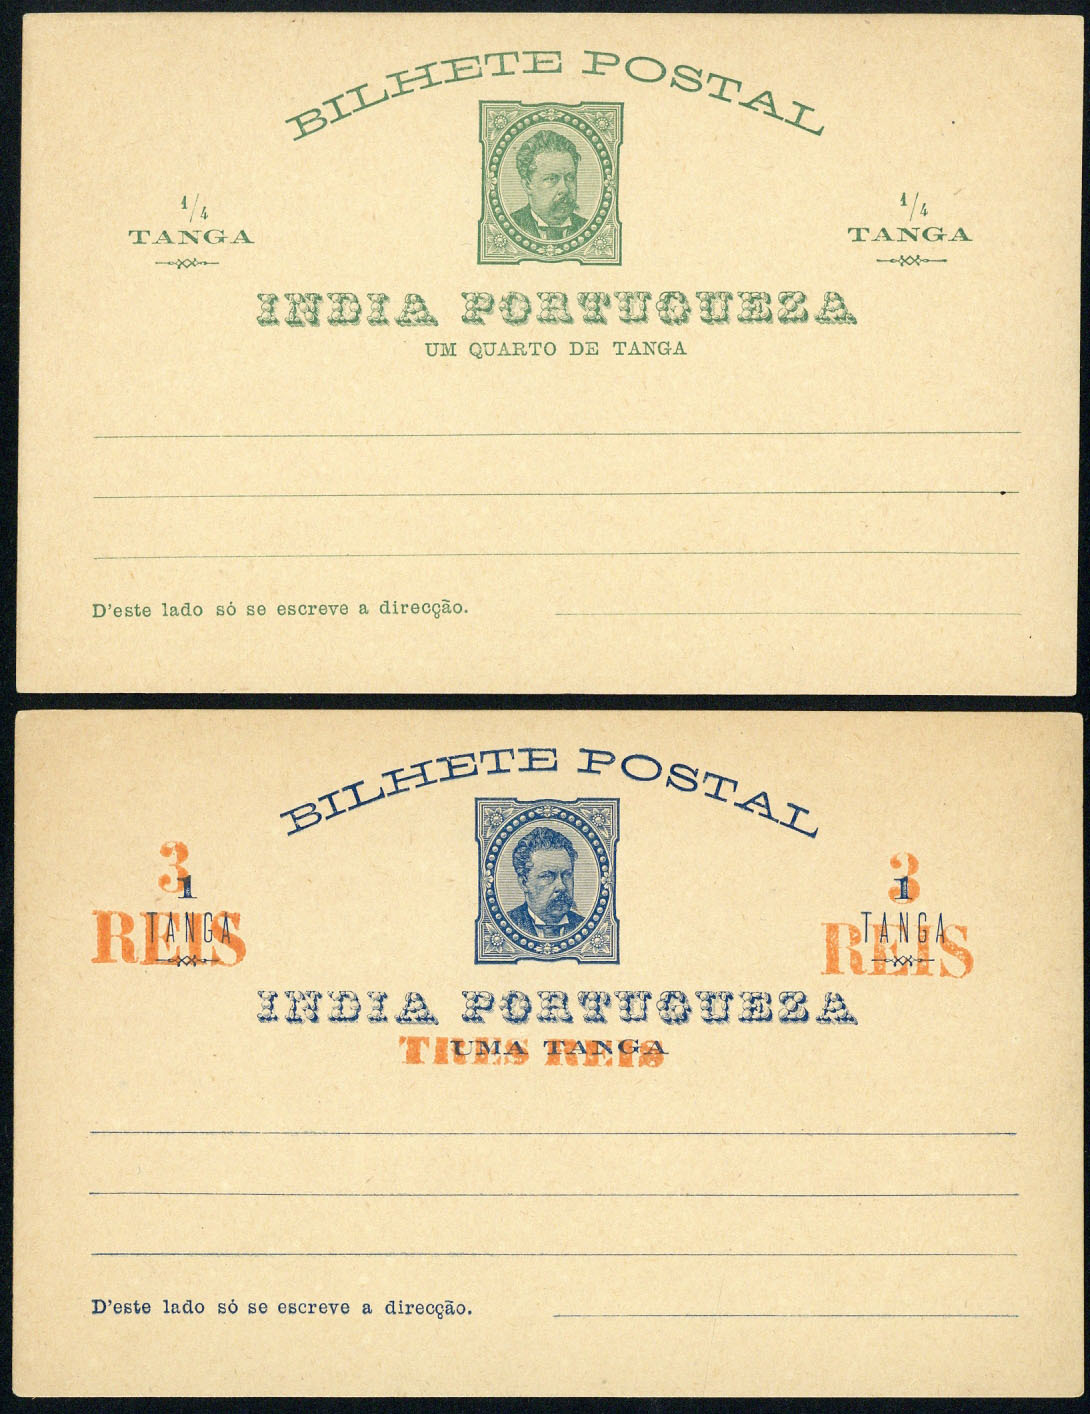 BILHETE POSTAL
1/4
TANGA
1/4
TANGA
INDIA PORTUGUEZA
UM QUARTO DE TANGA
D'este lado só se escreve a direcção.
BILHETE POSTAL
3
1
REIS
TANGA
3
1
REIS
TANGA
INDIA PORTUGUEZA
UMA TANGA
TRES REIS
D'este lado só se escreve a direcção.